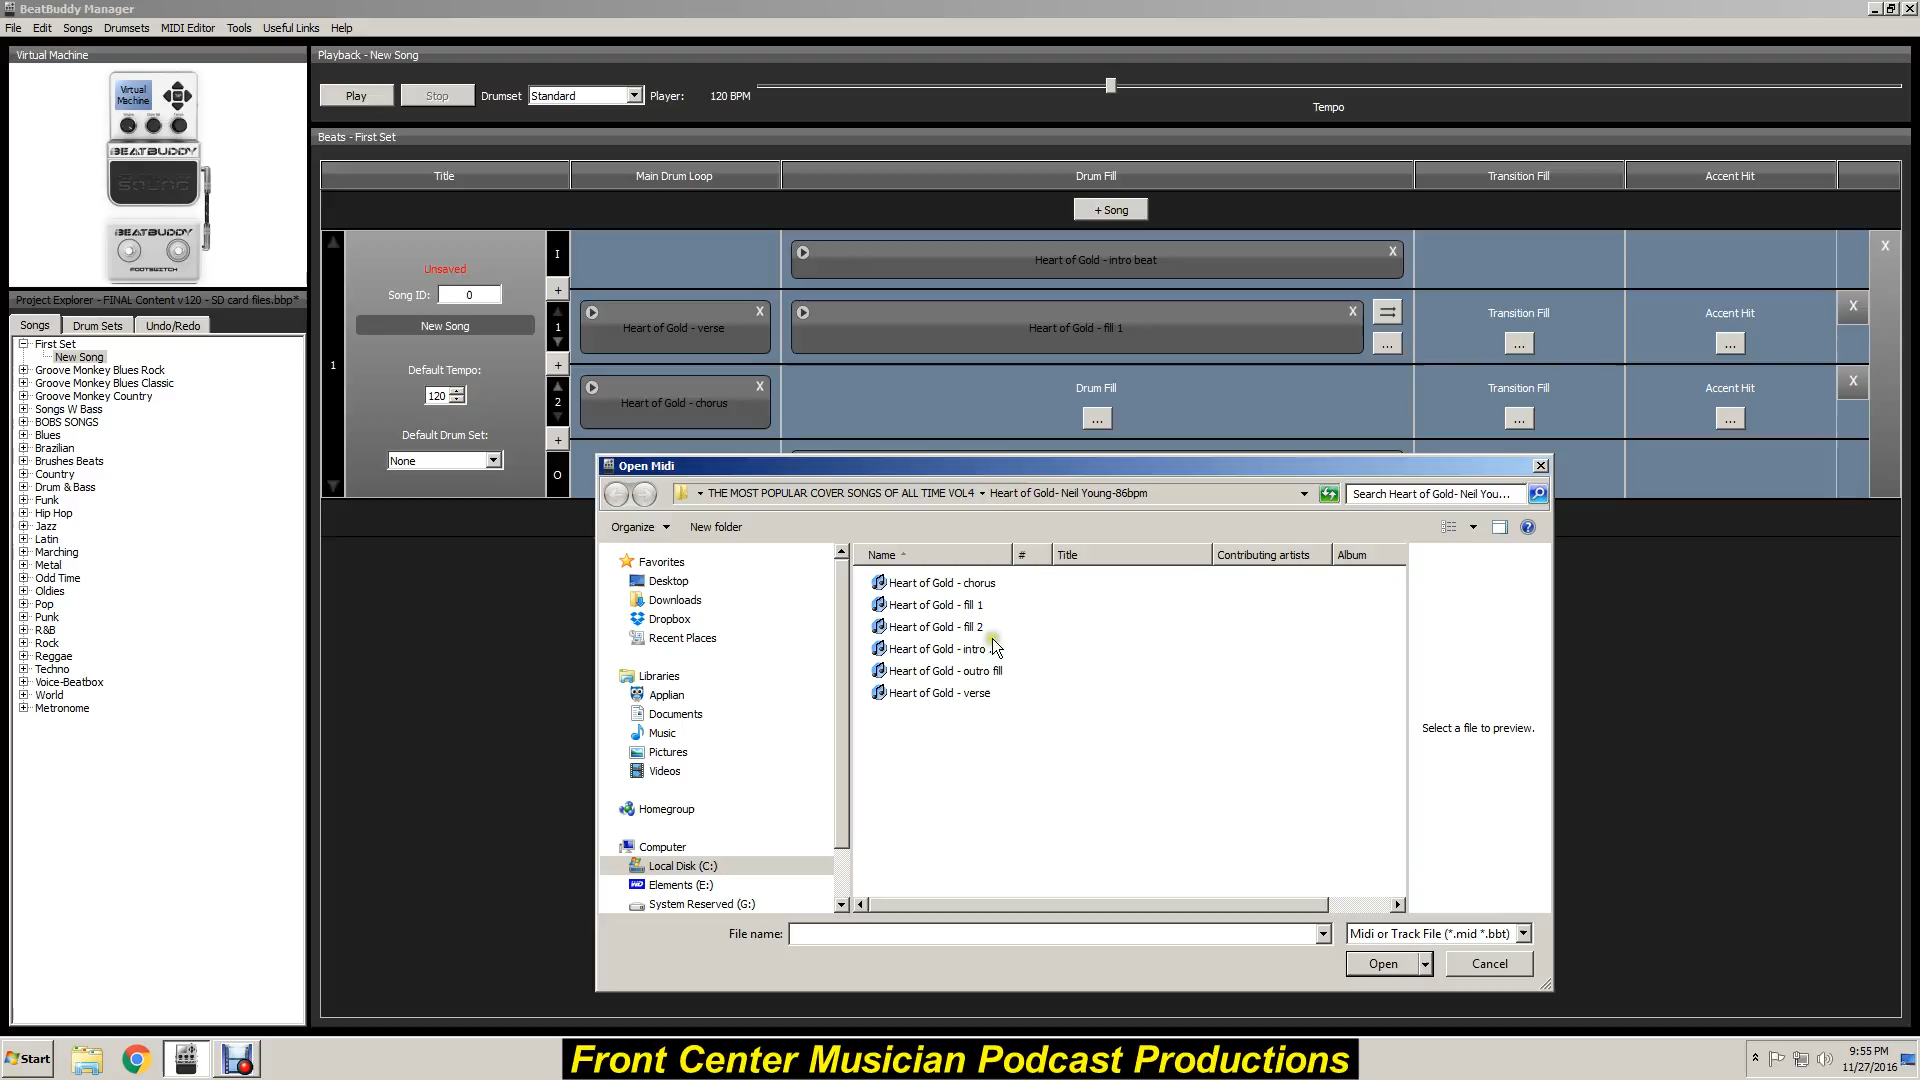 BeatBuddy Manager
File Edit Songs Drumsets MIDI Editor Tools Useful Links Help
Virtual Machine
Virtual
Machine
BEATBUDDY
BEATBUDDY
FOOTSWITCH
Playback - New Song
Play Stop Drumset Standard Player: 120 BPM
Tempo
Beats - First Set
Title Main Drum Loop Drum Fill Transition Fill Accent Hit
+ Song
1
Unsaved
Song ID: 0
New Song
Default Tempo:
120
Default Drum Set:
None
I
Heart of Gold - intro beat X
X
+
1
Heart of Gold - verse X
Heart of Gold - fill 1 X
...
Transition Fill
...
Accent Hit
...
X
+
2
Heart of Gold - chorus X
Drum Fill
...
Transition Fill
...
Accent Hit
...
X
+
O
Project Explorer - FINAL Content v120 - SD card files.bbp*
Songs Drum Sets Undo/Redo
First Set
New Song
Groove Monkey Blues Rock
Groove Monkey Blues Classic
Groove Monkey Country
Songs W Bass
BOBS SONGS
Blues
Brazilian
Brushes Beats
Country
Drum & Bass
Funk
Hip Hop
Jazz
Latin
Marching
Metal
Odd Time
Oldies
Pop
Punk
R&B
Rock
Reggae
Techno
Voice-Beatbox
World
Metronome
Open Midi
THE MOST POPULAR COVER SONGS OF ALL TIME VOL4 Heart of Gold- Neil Young-86bpm
Search Heart of Gold- Neil You...
Organize New folder
Favorites
Desktop
Downloads
Dropbox
Recent Places
Libraries
Applian
Documents
Music
Pictures
Videos
Homegroup
Computer
Local Disk (C:)
Elements (E:)
System Reserved (G:)
Name # Title Contributing artists Album
Heart of Gold - chorus
Heart of Gold - fill 1
Heart of Gold - fill 2
Heart of Gold - intro
Heart of Gold - outro fill
Heart of Gold - verse
Select a file to preview.
File name:
Midi or Track File (*.mid *.bbt)
Open Cancel
Start
Front Center Musician Podcast Productions
9:55 PM
11/27/2016